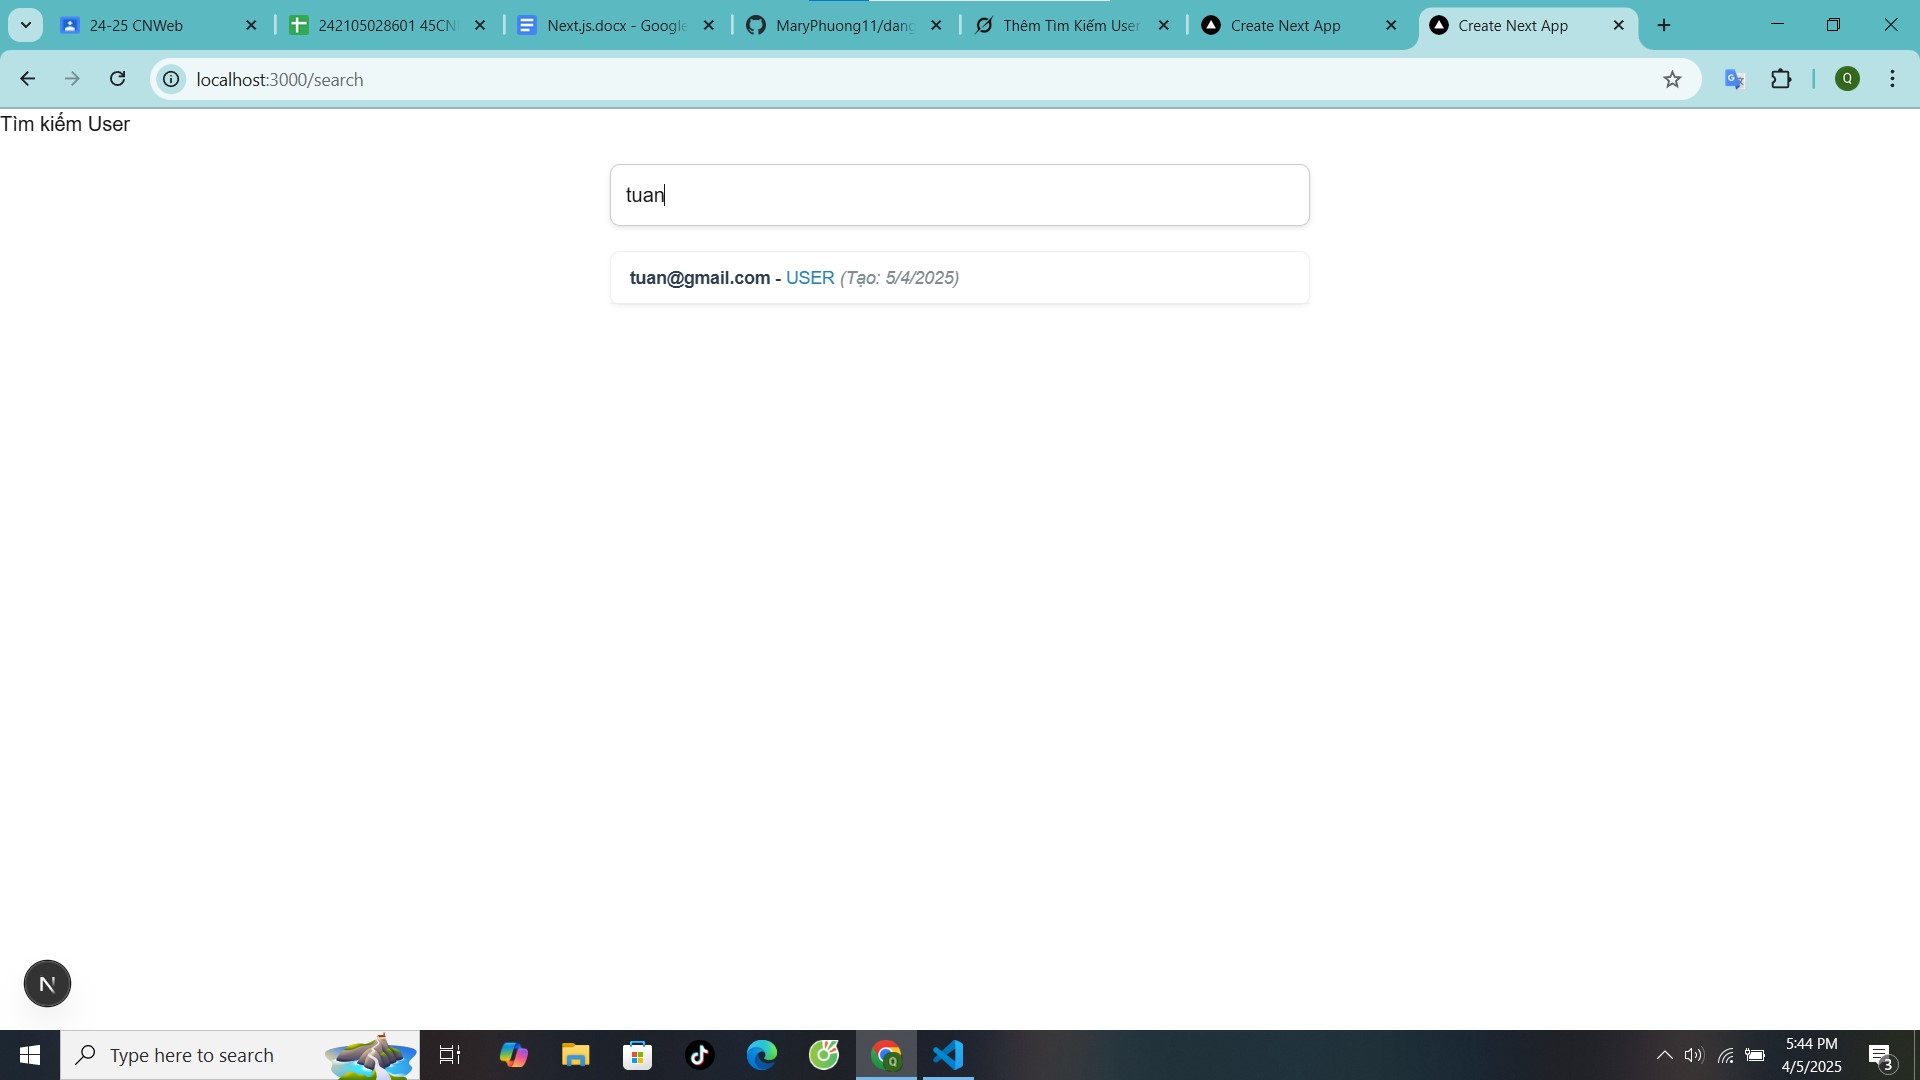 24-25 CNWeb
242105028601 45CN
Next.js.docx - Google
MaryPhuong11/dang
Thêm Tìm Kiếm User
Create Next App
Create Next App
localhost:3000/search
Q
Tìm kiếm User
tuan
tuan@gmail.com - USER (Tạo: 5/4/2025)
N
Type here to search
5:44 PM
4/5/2025
3